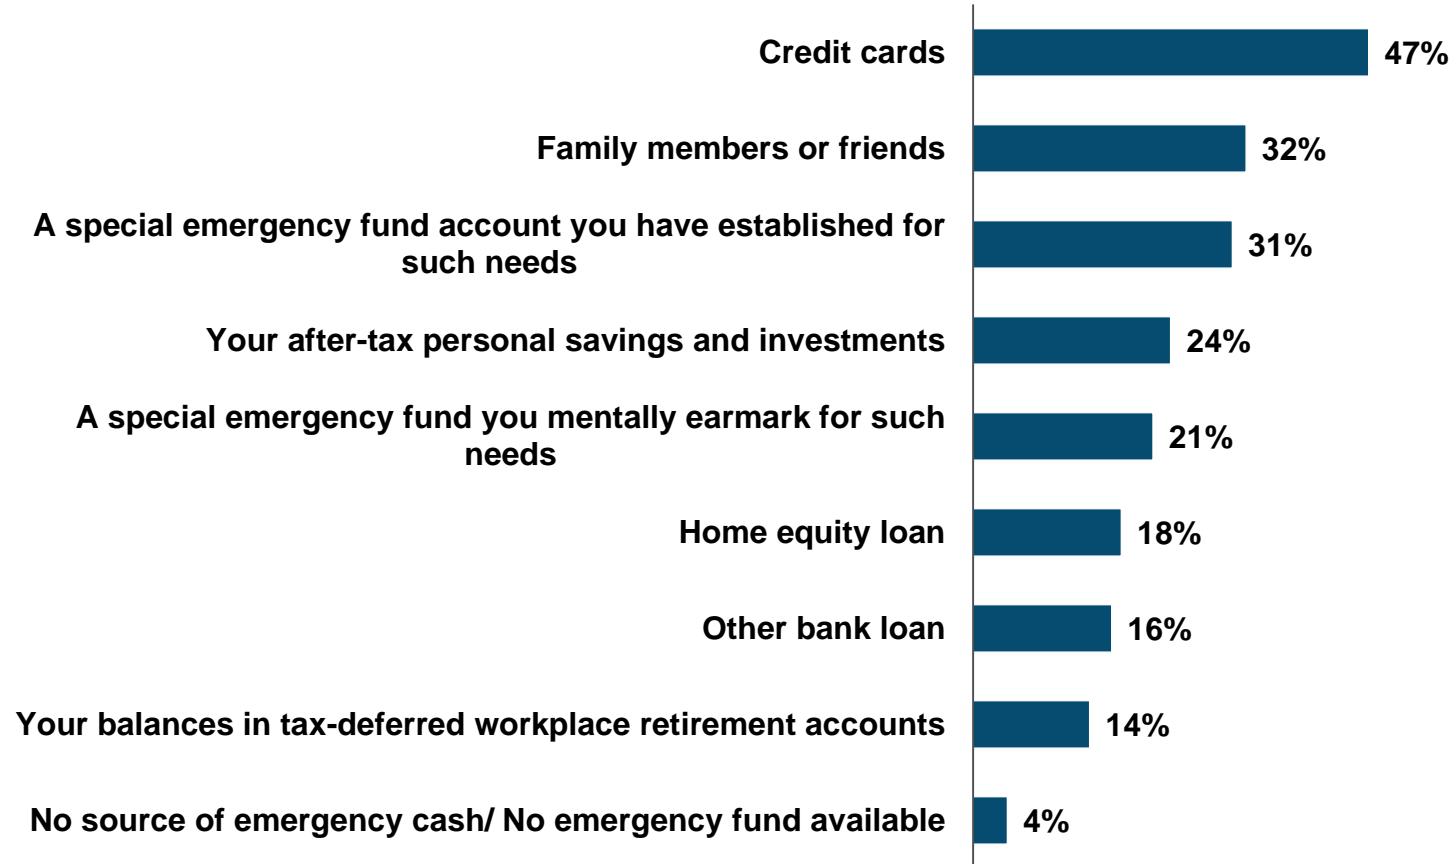 Credit cards 47%
Family members or friends 32%
A special emergency fund account you have established for
such needs 31%
Your after-tax personal savings and investments 24%
A special emergency fund you mentally earmark for such
needs 21%
Home equity loan 18%
Other bank loan 16%
Your balances in tax-deferred workplace retirement accounts 14%
No source of emergency cash/ No emergency fund available 4%